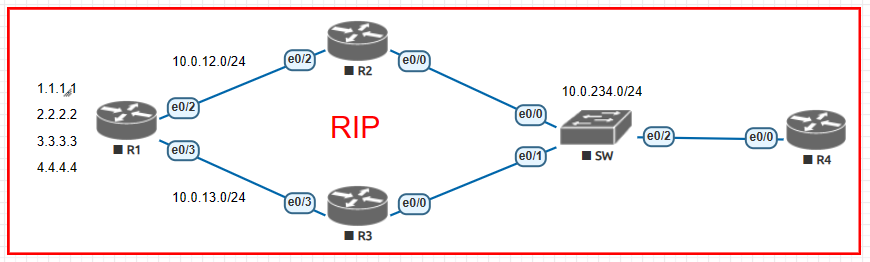 10.0.12.0/24
e0/2
R2
e0/0
1.1.1.1
2.2.2.2
3.3.3.3
4.4.4.4
R1
e0/2
e0/3
RIP
10.0.234.0/24
e0/0
e0/1
SW
e0/2
e0/0
R4
10.0.13.0/24
e0/3
R3
e0/0